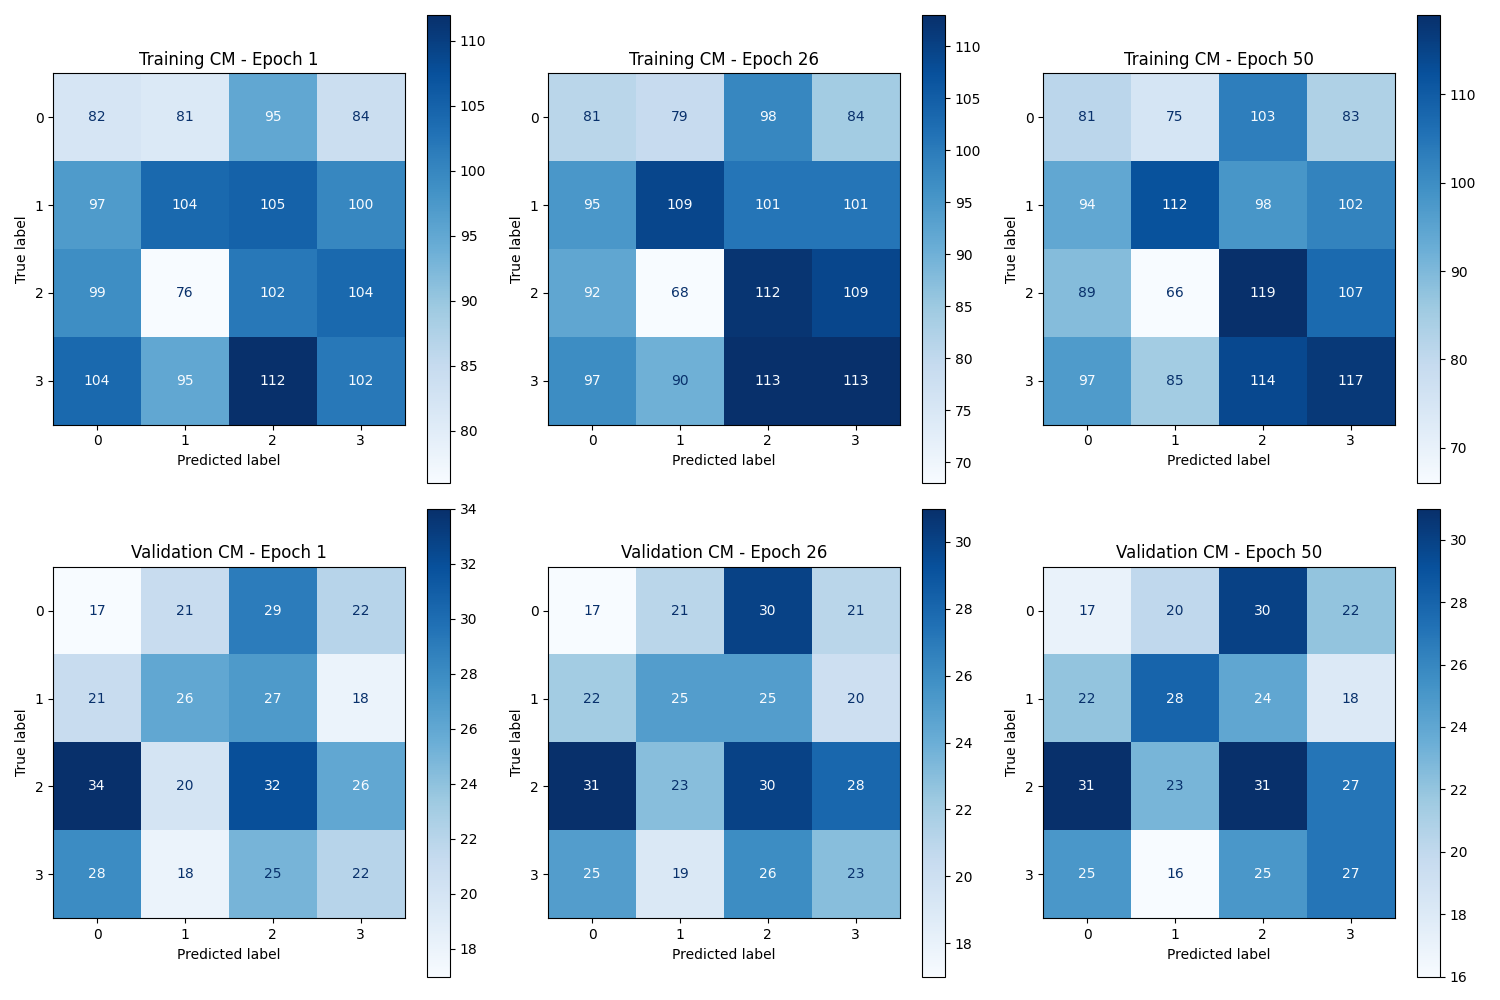 Training CM - Epoch 1
True label
0 82 81 95 84
1 97 104 105 100
2 99 76 102 104
3 104 95 112 102
0 1 2 3
Predicted label
110
105
100
95
90
85
80
Training CM - Epoch 26
True label
0 81 79 98 84
1 95 109 101 101
2 92 68 112 109
3 97 90 113 113
0 1 2 3
Predicted label
110
105
100
95
90
85
80
75
70
Training CM - Epoch 50
True label
0 81 75 103 83
1 94 112 98 102
2 89 66 119 107
3 97 85 114 117
0 1 2 3
Predicted label
110
100
90
80
70
Validation CM - Epoch 1
True label
0 17 21 29 22
1 21 26 27 18
2 34 20 32 26
3 28 18 25 22
0 1 2 3
Predicted label
34
32
30
28
26
24
22
20
18
Validation CM - Epoch 26
True label
0 17 21 30 21
1 22 25 25 20
2 31 23 30 28
3 25 19 26 23
0 1 2 3
Predicted label
30
28
26
24
22
20
18
Validation CM - Epoch 50
True label
0 17 20 30 22
1 22 28 24 18
2 31 23 31 27
3 25 16 25 27
0 1 2 3
Predicted label
30
28
26
24
22
20
18
16